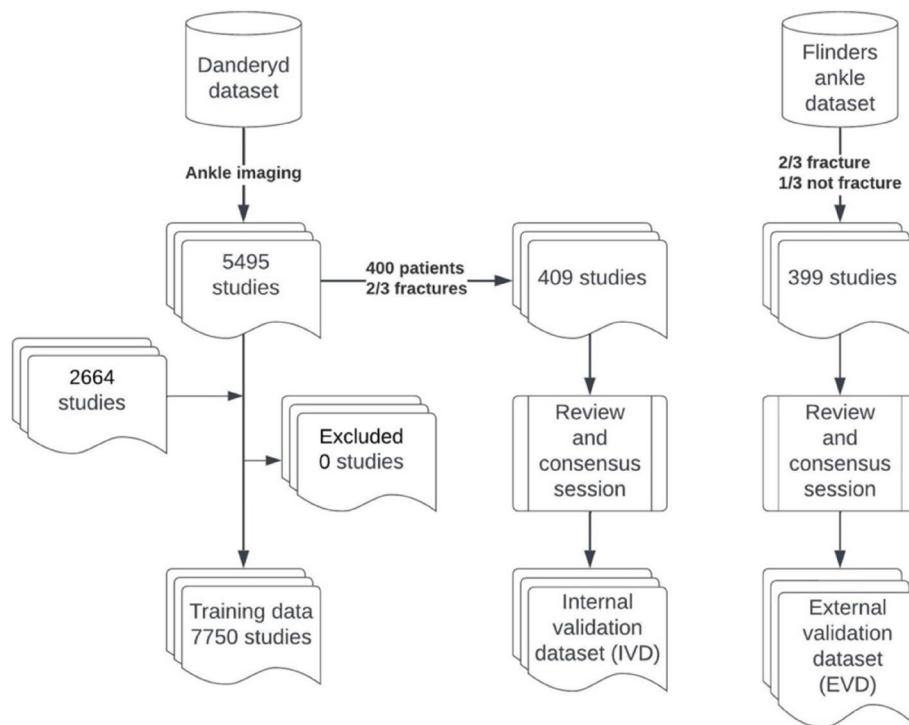 Danderyd
dataset
Flinders
ankle
dataset
Ankle imaging
2/3 fracture
1/3 not fracture
5495
studies
400 patients
2/3 fractures
409 studies
399 studies
2664
studies
Excluded
0 studies
Review
and
consensus
session
Review
and
consensus
session
Training data
7750 studies
Internal
validation
dataset (IVD)
External
validation
dataset
(EVD)